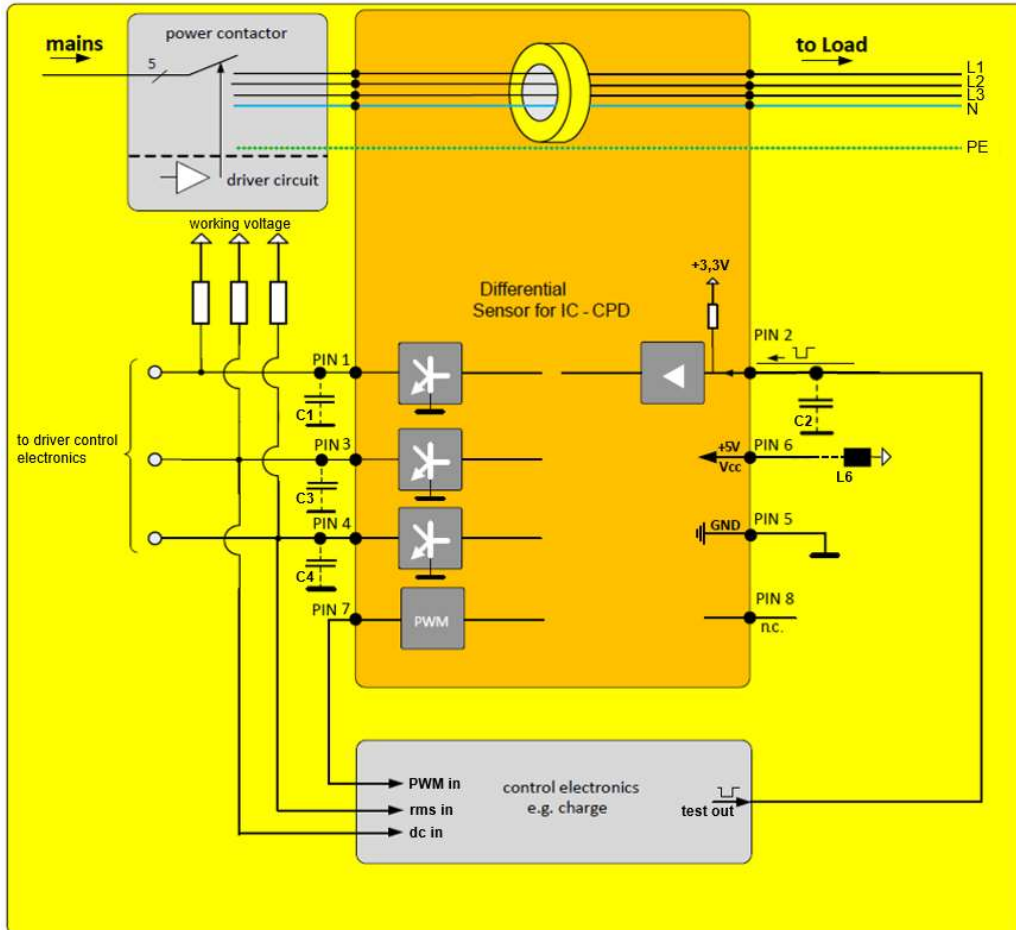 mains
power contactor
5
driver circuit
to Load
L1
L2
L3
N
PE
working voltage
+3,3V
Differential
Sensor for IC - CPD
PIN 1
PIN 2
C1
C2
to driver control
electronics
PIN 3
+5V
Vcc
PIN 6
L6
C3
PIN 4
GND
PIN 5
C4
PIN 7
PWM
PIN 8
n.c.
PWM in
rms in
dc in
control electronics
e.g. charge
test out